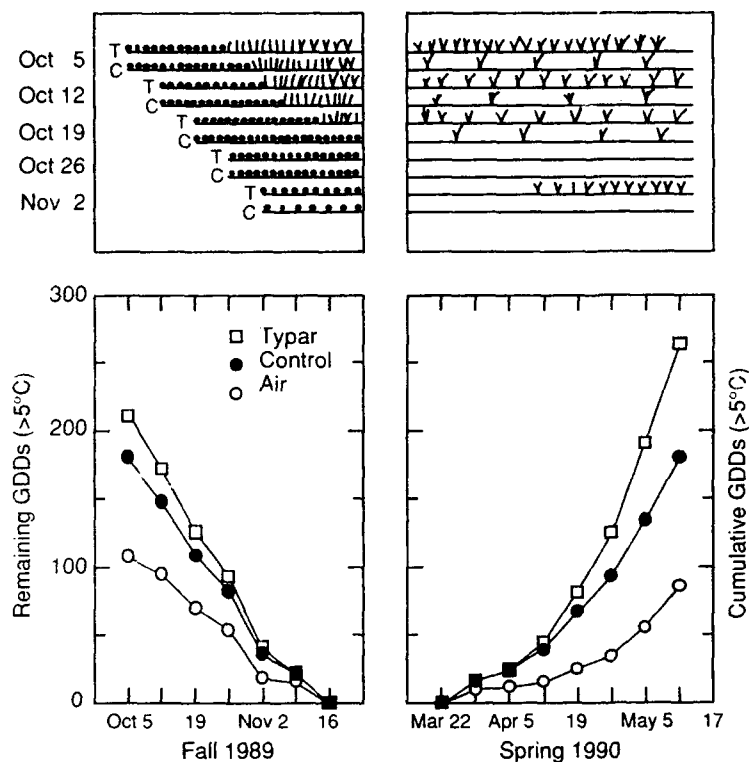 T
Oct 5
C
T
Oct 12
C
T
Oct 19
C
T
Oct 26
C
T
Nov 2
C
300
200
100
0
Remaining GDDs (>5°C)
Typar
Control
Air
Cumulative GDDs (>5°C)
Oct 5 19 Nov 2 16
Mar 22 Apr 5 19 May 5 17
Fall 1989
Spring 1990